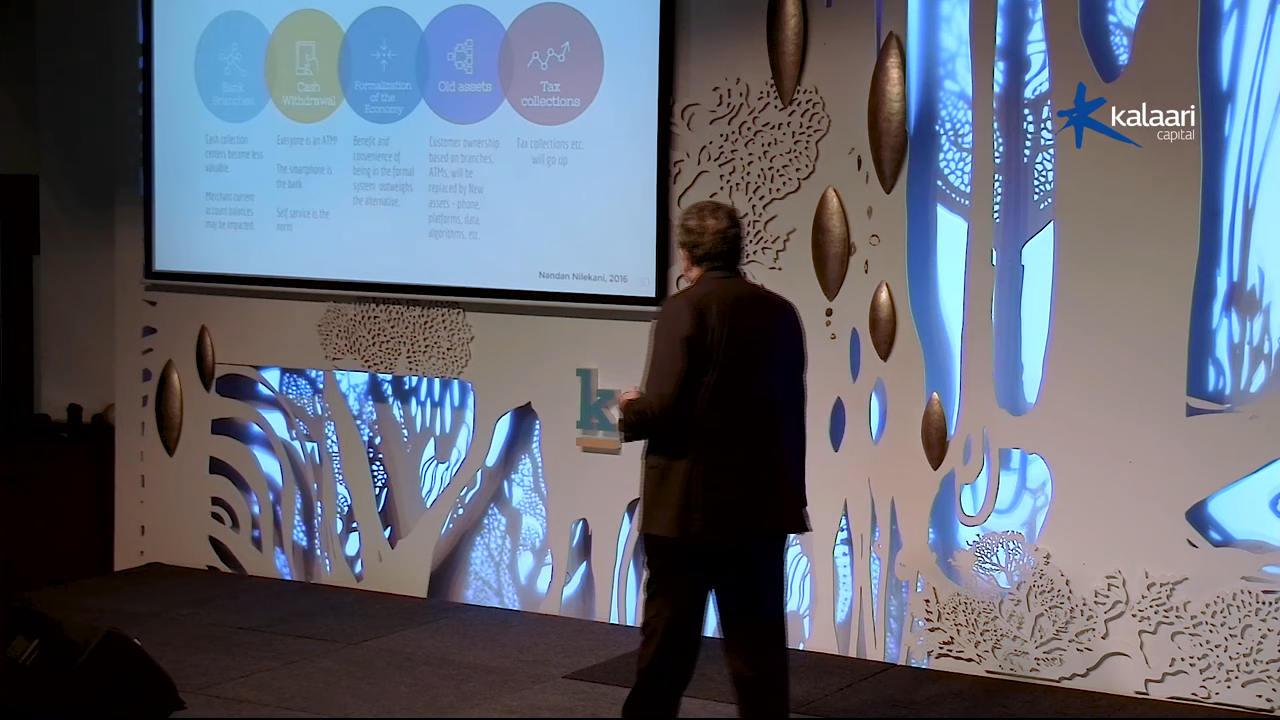 Bank
Branches
Cash
Withdrawal
Formalization
of the
Economy
Old assets
Tax
collections
Cash collection
centers become less
valuable.
Merchant current
account balances
may be impacted.
Everyone is an ATM!
The smartphone is
the bank.
Self service is the
norm
Benefit and
convenience of
being in the formal
system outweighs
the alternative.
Customer ownership
based on branches,
ATMs, will be
replaced by New
assets – phone,
platforms, data,
algorithms, etc.
Tax collections etc.
will go up
Nandan Nilekani, 2016
k
kalaari
capital